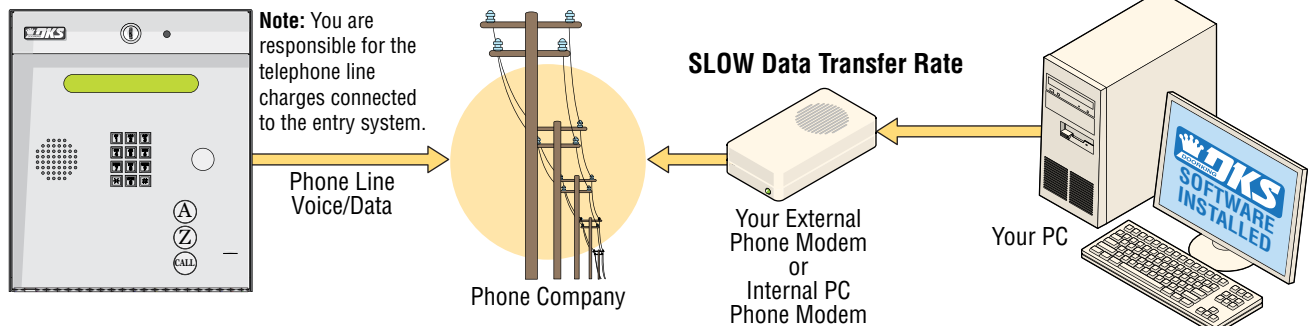 DKS
Note: You are
responsible for the
telephone line
charges connected
to the entry system.
A
Z
CALL
Phone Line
Voice/Data
Phone Company
SLOW Data Transfer Rate
Your External
Phone Modem
or
Internal PC
Phone Modem
Your PC
DOORKING
DKS
SOFTWARE
INSTALLED